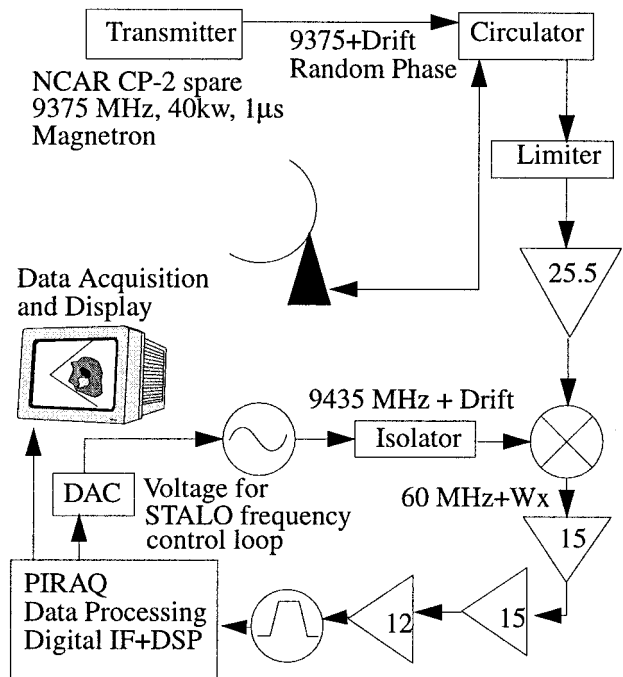 Transmitter
9375+Drift
Random Phase
Circulator
NCAR CP-2 spare
9375 MHz, 40kw, 1μs
Magnetron
Limiter
25.5
Data Acquisition
and Display
9435 MHz + Drift
Isolator
DAC
Voltage for
STALO frequency
control loop
60 MHz+Wx
15
15
12
PIRAQ
Data Processing
Digital IF+DSP